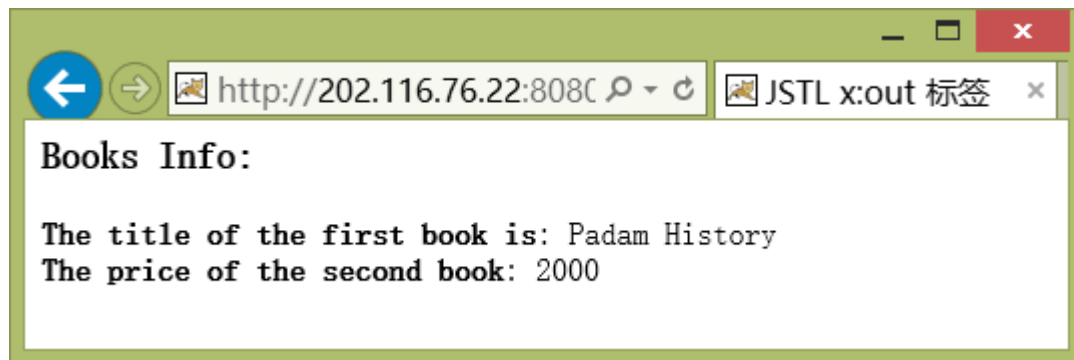 http://202.116.76.22:808 JSTL x:out 标签
Books Info:
The title of the first book is: Padam History
The price of the second book: 2000